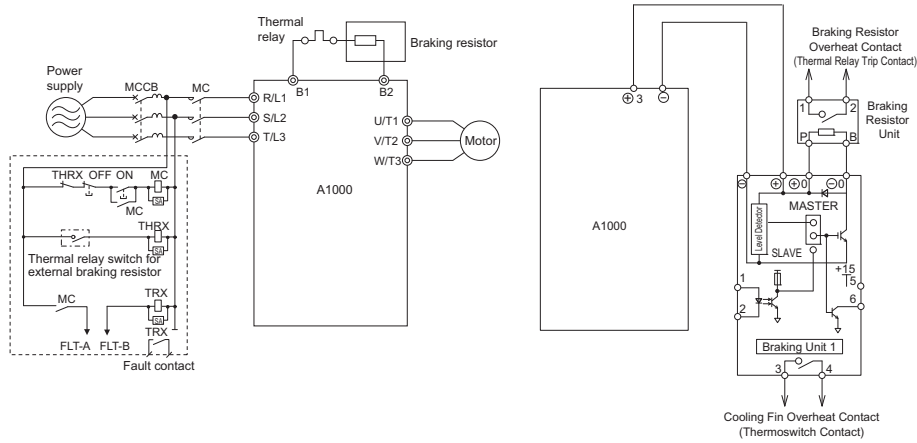 Thermal
relay
Braking resistor
Power
supply
MCCB
MC
B1
B2
R/L1
S/L2
T/L3
U/T1
V/T2
W/T3
Motor
A1000
THRX
OFF
ON
MC
SA
MC
THRX
SA
Thermal relay switch for
external braking resistor
MC
TRX
SA
TRX
FLT-A
FLT-B
Fault contact
⊕ 3
⊖
A1000
Braking Resistor
Overheat Contact
(Thermal Relay Trip Contact)
1
2
Braking
Resistor
Unit
P
B
⊖
⊕
⊕0
⊖0
MASTER
Level Detector
SLAVE
+15
5
1
6
2
Braking Unit 1
3
4
Cooling Fin Overheat Contact
(Thermoswitch Contact)